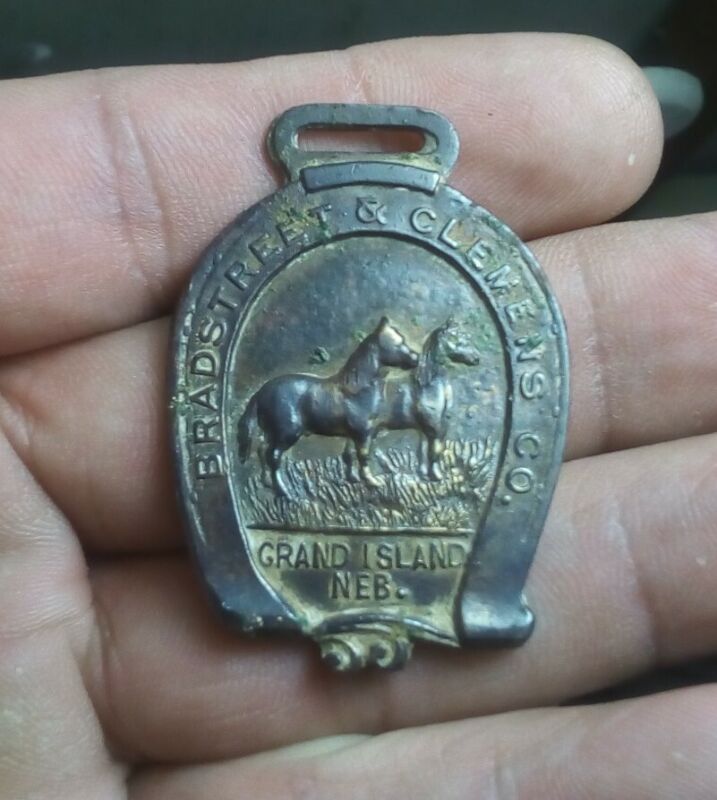 BRADSTREET & CLEMENS CO.
GRAND ISLAND
NEB.